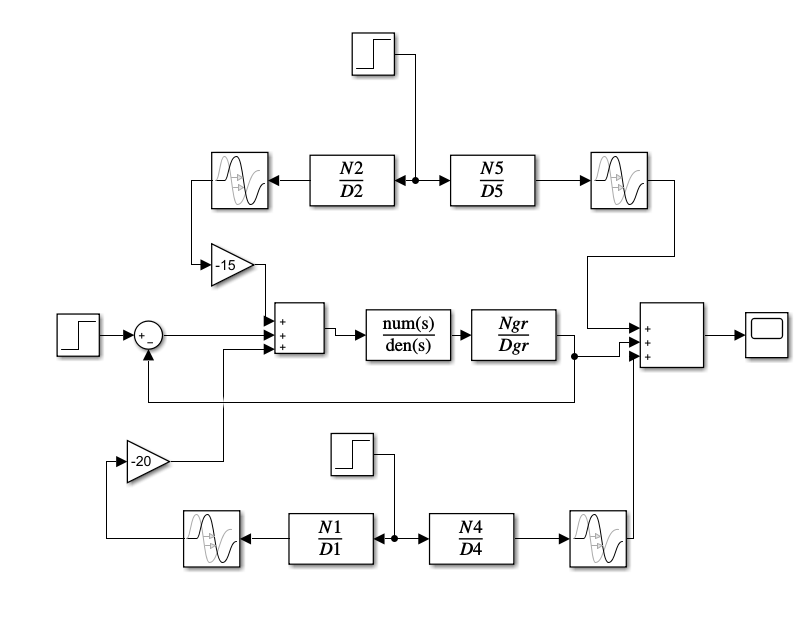 N2
D2
N5
D5
-15
+
+
+
+
−
num(s)
den(s)
Ngr
Dgr
+
+
+
-20
N1
D1
N4
D4